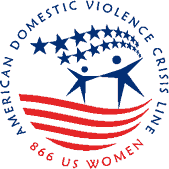 AMERICAN DOMESTIC VIOLENCE CRISIS LINE
866 US WOMEN